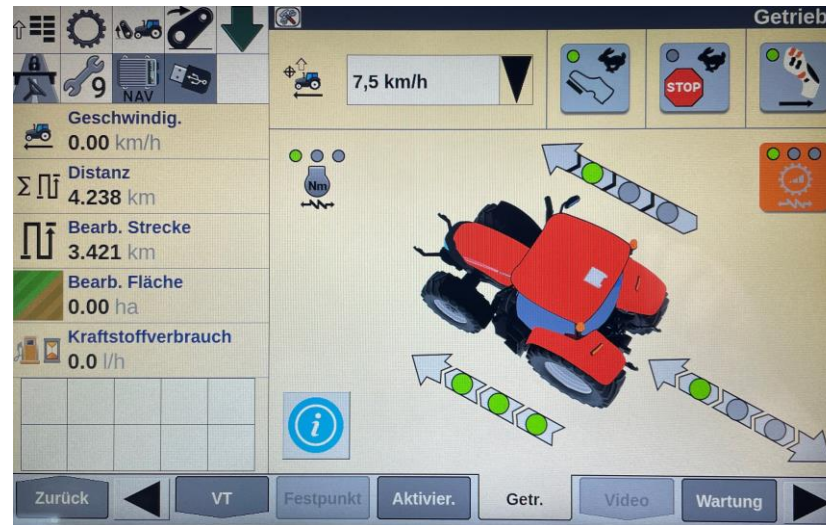 Getrieb
9
NAV
7,5 km/h
STOP
Geschwindig.
0.00 km/h
Distanz
4.238 km
Bearb. Strecke
3.421 km
Bearb. Fläche
0.00 ha
Kraftstoffverbrauch
0.0 l/h
Nm
i
Zurück
VT
Festpunkt
Aktivier.
Getr.
Video
Wartung